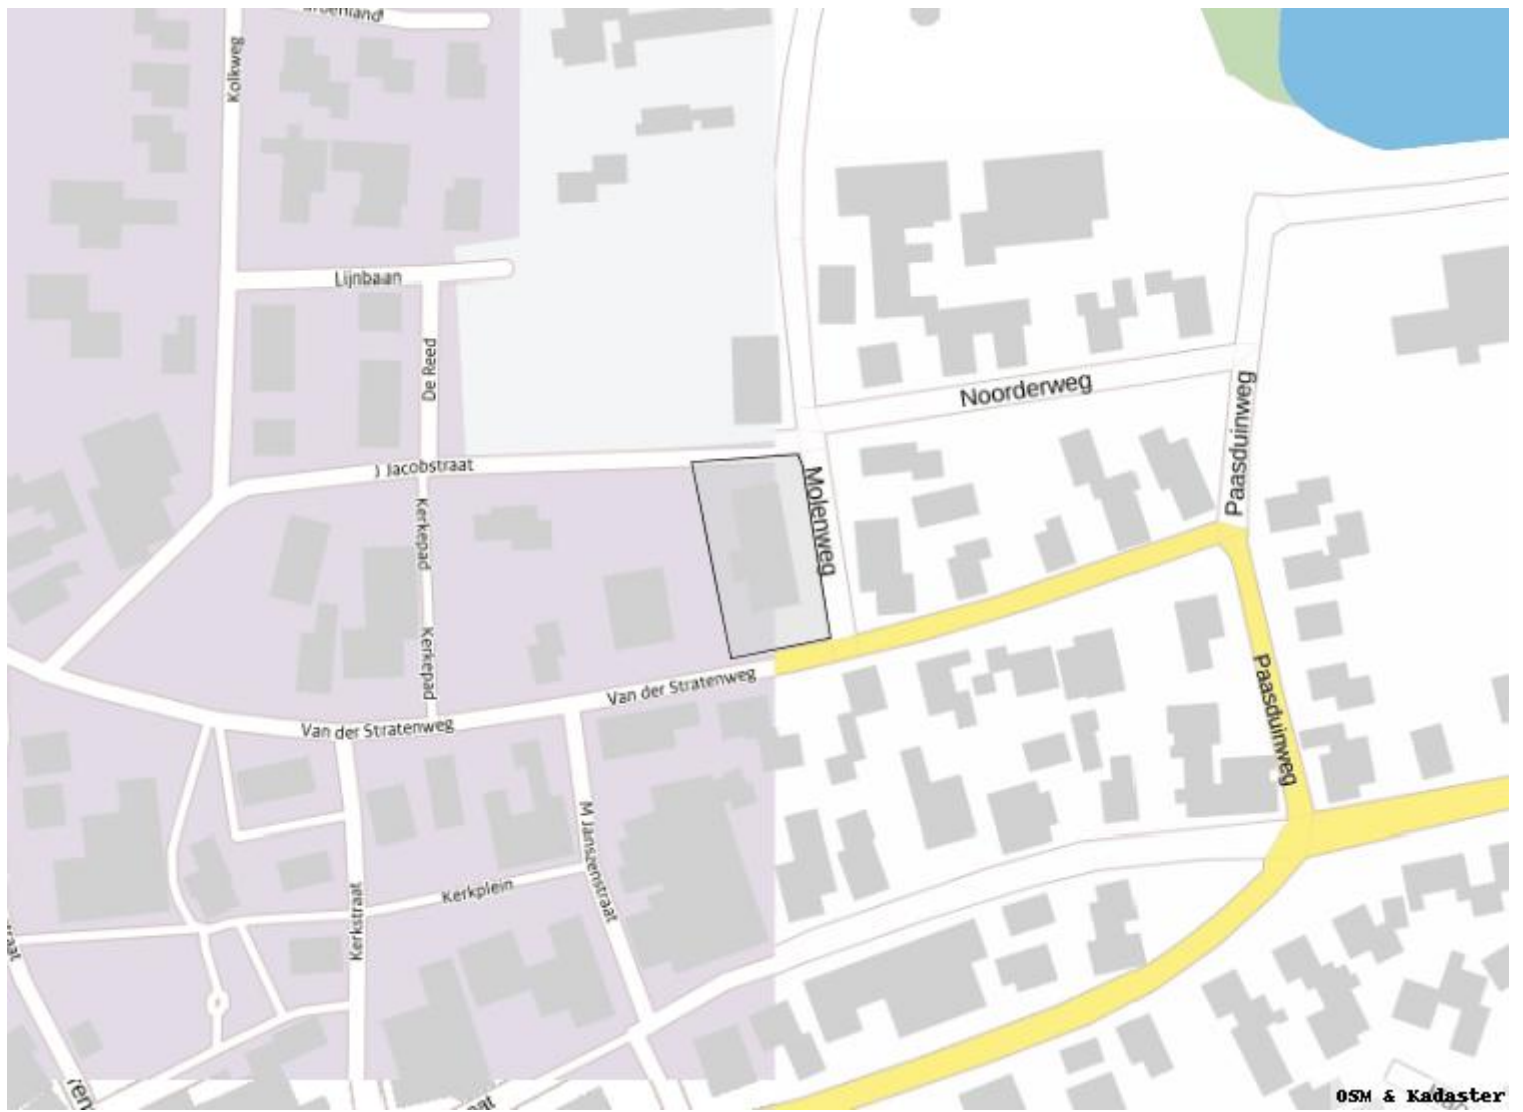 Kolkweg
Lijnbaan
De Reed
Noorderweg
Paasduinweg
J Jacobstraat
Molenweg
Kerkepad
Kerkepad
Paasduinweg
Van der Stratenweg
Van der Stratenweg
M Janszenstraat
Kerkplein
Kerkstraat
OSM & Kadaster